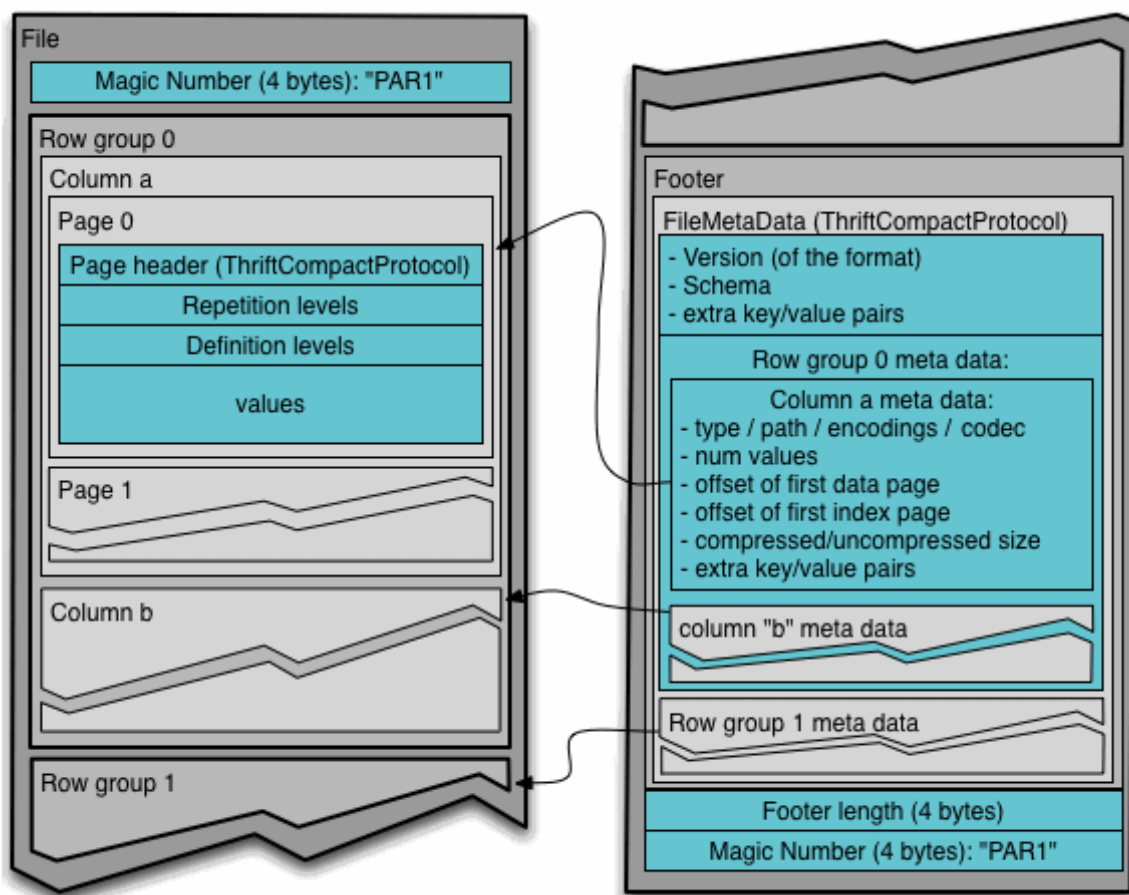 File
Magic Number (4 bytes): "PAR1"
Row group 0
Column a
Page 0
Page header (ThriftCompactProtocol)
Repetition levels
Definition levels
values
Page 1
Column b
Row group 1
Footer
FileMetaData (ThriftCompactProtocol)
- Version (of the format)
- Schema
- extra key/value pairs
Row group 0 meta data:
Column a meta data:
- type / path / encodings / codec
- num values
- offset of first data page
- offset of first index page
- compressed/uncompressed size
- extra key/value pairs
column "b" meta data
Row group 1 meta data
Footer length (4 bytes)
Magic Number (4 bytes): "PAR1"